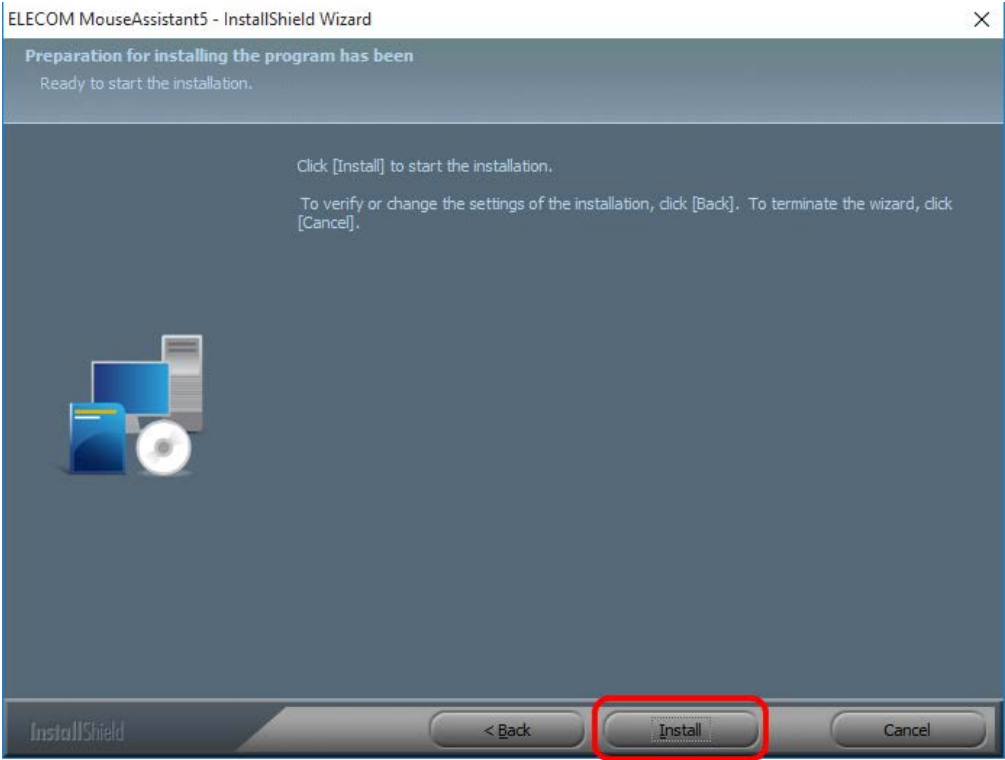 ELECOM MouseAssistant5 - InstallShield Wizard
Preparation for installing the program has been
Ready to start the installation.
Click [Install] to start the installation.
To verify or change the settings of the installation, click [Back]. To terminate the wizard, click
[Cancel].
InstallShield
< Back
Install
Cancel